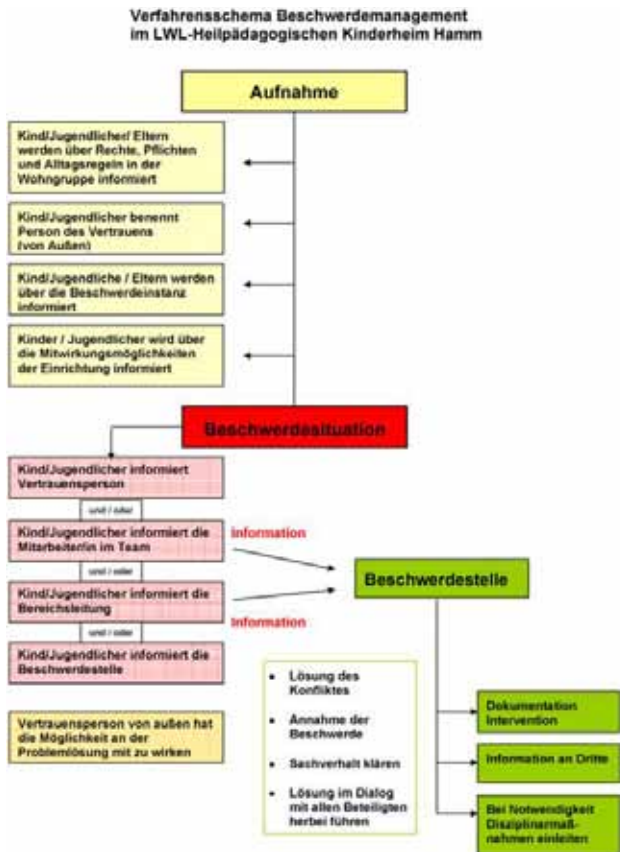 Verfahrensschema Beschwerdemanagement
im LWL-Heilpädagogischen Kinderheim Hamm
Aufnahme
Kind/Jugendlicher/ Eltern
werden über Rechte, Pflichten
und Alltagsregeln in der
Wohngruppe informiert
Kind/Jugendlicher benennt
Person des Vertrauens
(von Außen)
Kind/Jugendliche / Eltern werden
über die Beschwerdeinstanz
informiert
Kinder / Jugendlicher wird über
die Mitwirkungsmöglichkeiten
der Einrichtung informiert
Beschwerdesituation
Kind/Jugendlicher informiert
Vertrauensperson
und / oder
Kind/Jugendlicher informiert die
Mitarbeiter/in im Team
Information
und / oder
Kind/Jugendlicher informiert die
Bereichsleitung
Information
und / oder
Kind/Jugendlicher informiert die
Beschwerdestelle
Vertrauensperson von außen hat
die Möglichkeit an der
Problemlösung mit zu wirken
Beschwerdestelle
• Lösung des
Konfliktes
• Annahme der
Beschwerde
• Sachverhalt klären
• Lösung im Dialog
mit allen Beteiligten
herbei führen
Dokumentation
Intervention
Information an Dritte
Bei Notwendigkeit
Disziplinarmaß-
nahmen einleiten